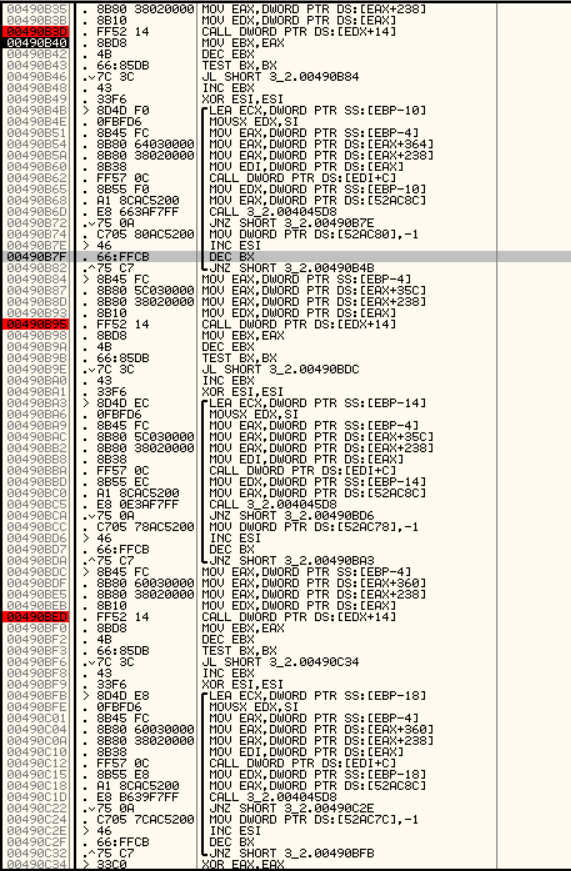 00490B35 . 8B80 38020000 MOV EAX,DWORD PTR DS:[EAX+238]
00490B3B . 8B10 MOV EDX,DWORD PTR DS:[EAX]
00490B3D . FF52 14 CALL DWORD PTR DS:[EDX+14]
00490B40 . 8BD8 MOV EBX,EAX
00490B42 . 4B DEC EBX
00490B43 . 66:85DB TEST BX,BX
00490B46 .v7C 3C JL SHORT 3_2.00490B84
00490B48 . 43 INC EBX
00490B49 . 33F6 XOR ESI,ESI
00490B4B > 8D4D F0 LEA ECX,DWORD PTR SS:[EBP-10]
00490B4E . 0FBFD6 MOVSX EDX,SI
00490B51 . 8B45 FC MOV EAX,DWORD PTR SS:[EBP-4]
00490B54 . 8B80 64030000 MOV EAX,DWORD PTR DS:[EAX+364]
00490B5A . 8B80 38020000 MOV EAX,DWORD PTR DS:[EAX+238]
00490B60 . 8B38 MOV EDI,DWORD PTR DS:[EAX]
00490B62 . FF57 0C CALL DWORD PTR DS:[EDI+C]
00490B65 . 8B55 F0 MOV EDX,DWORD PTR SS:[EBP-10]
00490B68 . A1 8CAC5200 MOV EAX,DWORD PTR DS:[52AC8C]
00490B6D . E8 663AF7FF CALL 3_2.004045D8
00490B72 .v75 0A JNZ SHORT 3_2.00490B7E
00490B74 . C705 80AC5200 MOV DWORD PTR DS:[52AC80],-1
00490B7E > 46 INC ESI
00490B7F . 66:FFCB DEC BX
00490B82 .^75 C7 JNZ SHORT 3_2.00490B4B
00490B84 > 8B45 FC MOV EAX,DWORD PTR SS:[EBP-4]
00490B87 . 8B80 5C030000 MOV EAX,DWORD PTR DS:[EAX+35C]
00490B8D . 8B80 38020000 MOV EAX,DWORD PTR DS:[EAX+238]
00490B93 . 8B10 MOV EDX,DWORD PTR DS:[EAX]
00490B95 . FF52 14 CALL DWORD PTR DS:[EDX+14]
00490B98 . 8BD8 MOV EBX,EAX
00490B9A . 4B DEC EBX
00490B9B . 66:85DB TEST BX,BX
00490B9E .v7C 3C JL SHORT 3_2.00490BDC
00490BA0 . 43 INC EBX
00490BA1 . 33F6 XOR ESI,ESI
00490BA3 > 8D4D EC LEA ECX,DWORD PTR SS:[EBP-14]
00490BA6 . 0FBFD6 MOVSX EDX,SI
00490BA9 . 8B45 FC MOV EAX,DWORD PTR SS:[EBP-4]
00490BAC . 8B80 5C030000 MOV EAX,DWORD PTR DS:[EAX+35C]
00490BB2 . 8B80 38020000 MOV EAX,DWORD PTR DS:[EAX+238]
00490BB8 . 8B38 MOV EDI,DWORD PTR DS:[EAX]
00490BBA . FF57 0C CALL DWORD PTR DS:[EDI+C]
00490BBD . 8B55 EC MOV EDX,DWORD PTR SS:[EBP-14]
00490BC0 . A1 8CAC5200 MOV EAX,DWORD PTR DS:[52AC8C]
00490BC5 . E8 0E3AF7FF CALL 3_2.004045D8
00490BCA .v75 0A JNZ SHORT 3_2.00490BD6
00490BCC . C705 78AC5200 MOV DWORD PTR DS:[52AC78],-1
00490BD6 > 46 INC ESI
00490BD7 . 66:FFCB DEC BX
00490BDA .^75 C7 JNZ SHORT 3_2.00490BA3
00490BDC > 8B45 FC MOV EAX,DWORD PTR SS:[EBP-4]
00490BDF . 8B80 60030000 MOV EAX,DWORD PTR DS:[EAX+360]
00490BE5 . 8B80 38020000 MOV EAX,DWORD PTR DS:[EAX+238]
00490BEB . 8B10 MOV EDX,DWORD PTR DS:[EAX]
00490BED . FF52 14 CALL DWORD PTR DS:[EDX+14]
00490BF0 . 8BD8 MOV EBX,EAX
00490BF2 . 4B DEC EBX
00490BF3 . 66:85DB TEST BX,BX
00490BF6 .v7C 3C JL SHORT 3_2.00490C34
00490BF8 . 43 INC EBX
00490BF9 . 33F6 XOR ESI,ESI
00490BFB > 8D4D E8 LEA ECX,DWORD PTR SS:[EBP-18]
00490BFE . 0FBFD6 MOVSX EDX,SI
00490C01 . 8B45 FC MOV EAX,DWORD PTR SS:[EBP-4]
00490C04 . 8B80 60030000 MOV EAX,DWORD PTR DS:[EAX+360]
00490C0A . 8B80 38020000 MOV EAX,DWORD PTR DS:[EAX+238]
00490C10 . 8B38 MOV EDI,DWORD PTR DS:[EAX]
00490C12 . FF57 0C CALL DWORD PTR DS:[EDI+C]
00490C15 . 8B55 E8 MOV EDX,DWORD PTR SS:[EBP-18]
00490C18 . A1 8CAC5200 MOV EAX,DWORD PTR DS:[52AC8C]
00490C1D . E8 B639F7FF CALL 3_2.004045D8
00490C22 .v75 0A JNZ SHORT 3_2.00490C2E
00490C24 . C705 7CAC5200 MOV DWORD PTR DS:[52AC7C],-1
00490C2E > 46 INC ESI
00490C2F . 66:FFCB DEC BX
00490C32 .^75 C7 JNZ SHORT 3_2.00490BFB
00490C34 > 33C0 XOR EAX,EAX